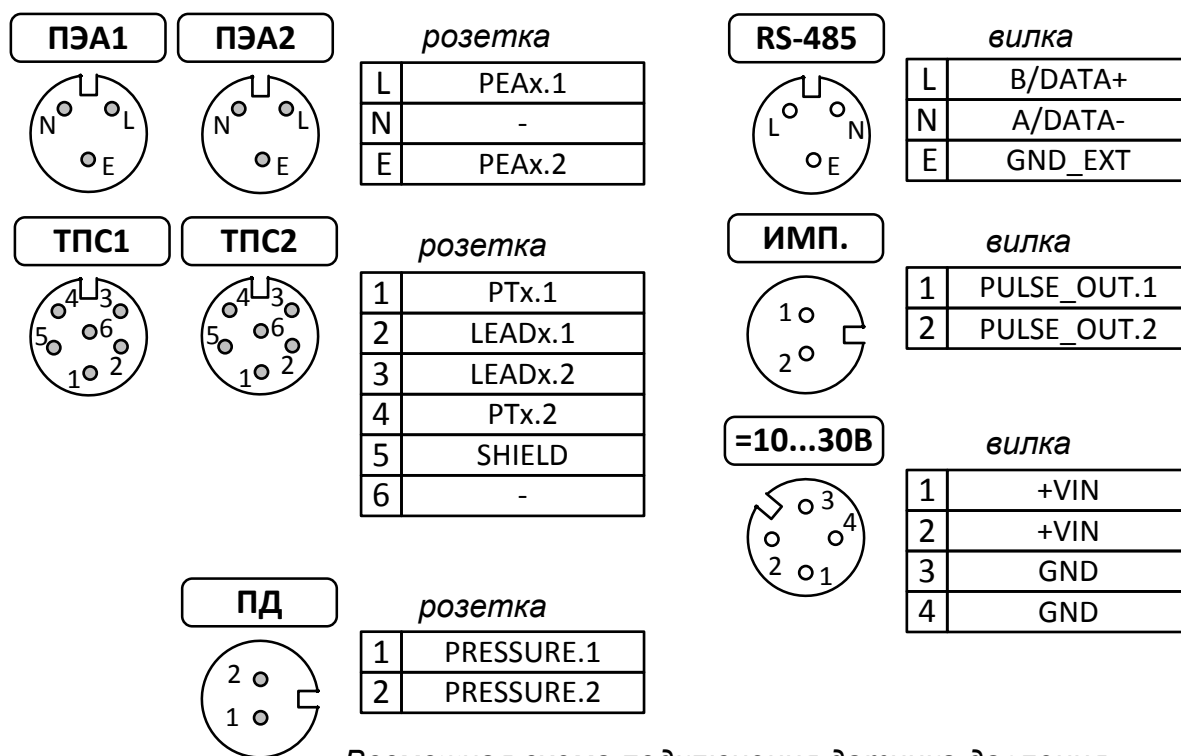 ПЭА1 ПЭА2 розетка
N L E
N L E
L PEAx.1
N -
E PEAx.2
RS-485 вилка
L N E
L B/DATA+
N A/DATA-
E GND_EXT
ТПС1 ТПС2 розетка
4 3 5 6 1 2
4 3 5 6 1 2
1 PTx.1
2 LEADx.1
3 LEADx.2
4 PTx.2
5 SHIELD
6 -
ИМП. вилка
1
2
1 PULSE_OUT.1
2 PULSE_OUT.2
=10...30В вилка
3 4 2 1
1 +VIN
2 +VIN
3 GND
4 GND
ПД розетка
2
1
1 PRESSURE.1
2 PRESSURE.2